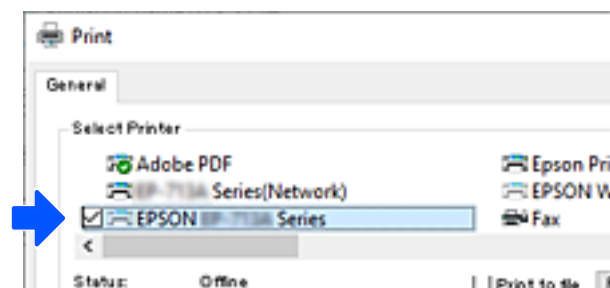 Print
General
Select Printer
Adobe PDF
Epson Pri
Series(Network)
EPSON W
EPSON Series
Fax
Status: Offline
Print to file